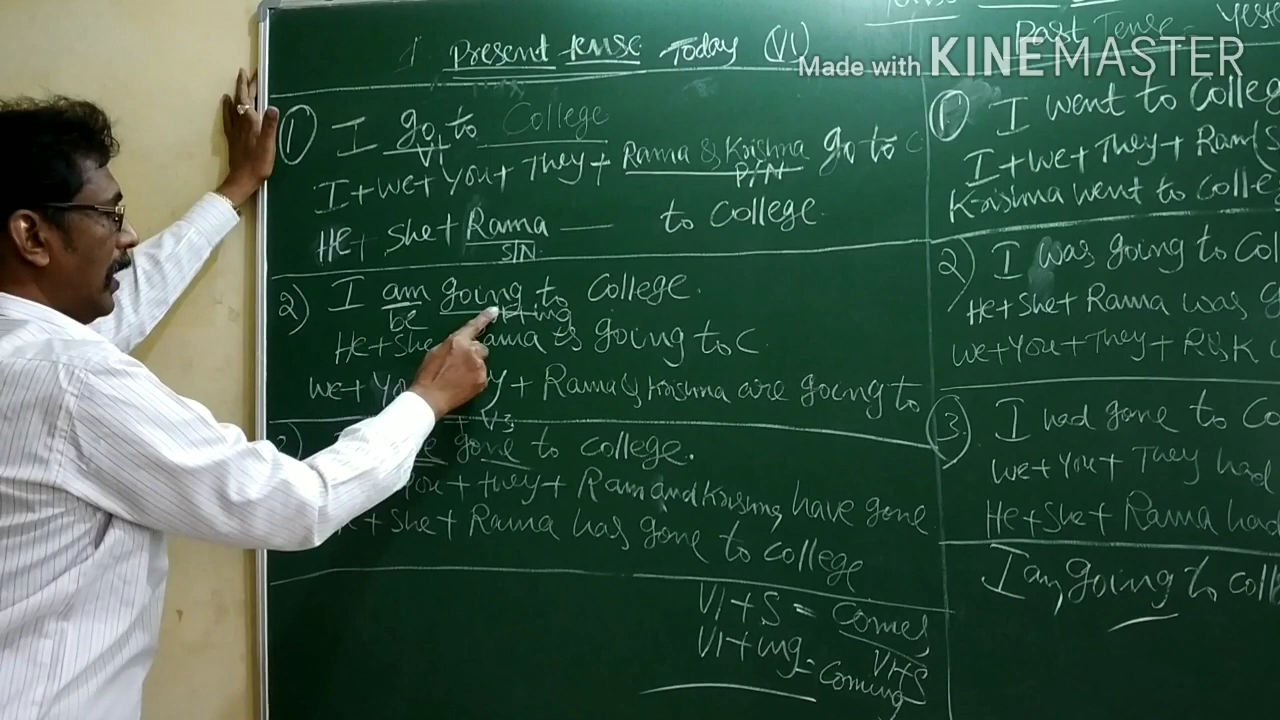 Present tense Today (V1)
Made with KINEMASTER
1) I go to College
V1
I + we + You + They + Rama & Krishna go to C
P/N
He + She + Rama — to College
S/N
2) I am going to College.
be
He + She Rama is going to C
We + You + Rama & Krishna are going to
V3
gone to college.
You + they + Ram and Krishna have gone
+ She + Rama has gone to college
V1+S = Comes
V1+S
V1+ing = Coming
Past Tense - Yeste
1) I went to Colleg
I + We + They + Ram (S
Krishna went to Colle
2) I was going to Col
He + She + Rama was g
We + You + They + R&K
3. I had gone to Co
We + You + They had
He + She + Rama had
I am going to coll